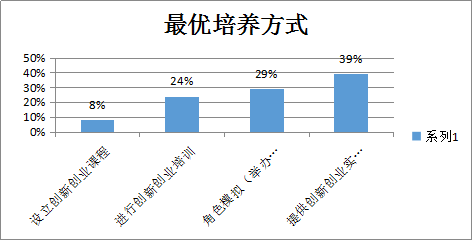 最优培养方式
50%
40%
30%
20%
10%
0%
8%
24%
29%
39%
设立创新创业课程
进行创新创业培训
角色模拟（举办…
提供创新创业实…
系列1